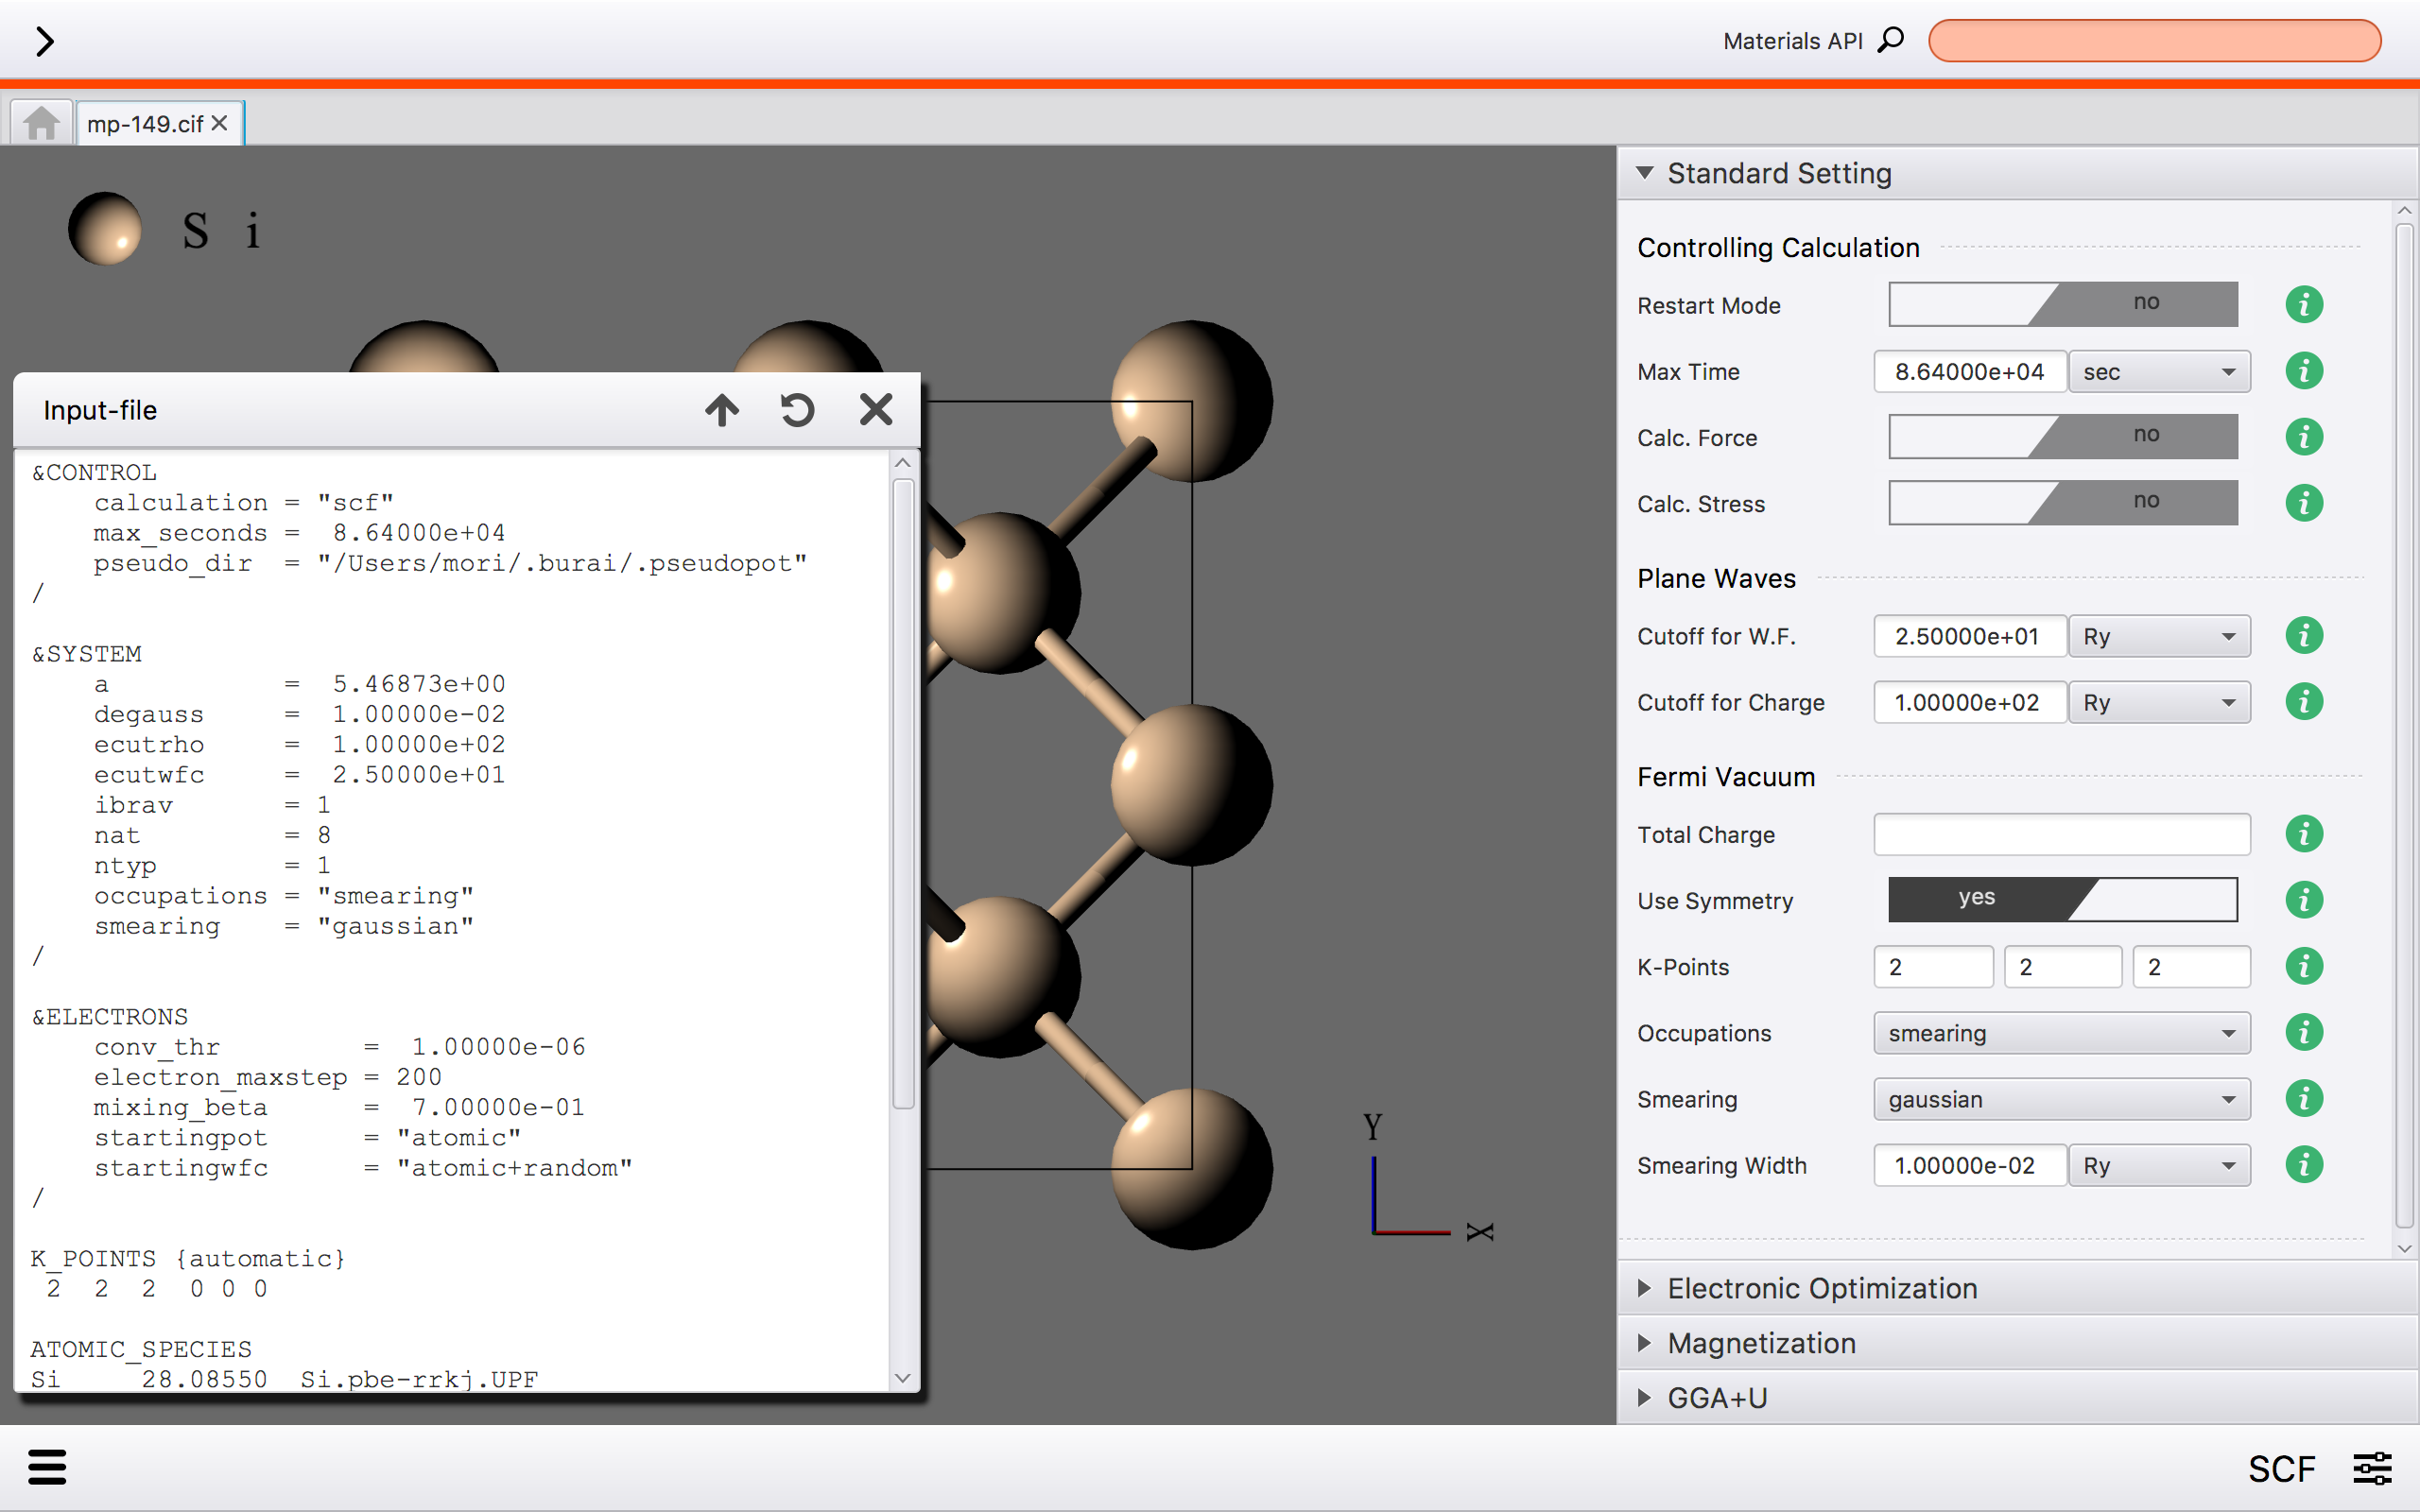 Materials API
mp-149.cif
S i
Input-file
&CONTROL
calculation = "scf"
max_seconds = 8.64000e+04
pseudo_dir = "/Users/mori/.burai/.pseudopot"
/
&SYSTEM
a = 5.46873e+00
degauss = 1.00000e-02
ecutrho = 1.00000e+02
ecutwfc = 2.50000e+01
ibrav = 1
nat = 8
ntyp = 1
occupations = "smearing"
smearing = "gaussian"
/
&ELECTRONS
conv_thr = 1.00000e-06
electron_maxstep = 200
mixing_beta = 7.00000e-01
startingpot = "atomic"
startingwfc = "atomic+random"
/
K_POINTS {automatic}
2 2 2 0 0 0
ATOMIC_SPECIES
Si 28.08550 Si.pbe-rrkj.UPF
Y
X
Standard Setting
Controlling Calculation
Restart Mode no
Max Time 8.64000e+04 sec
Calc. Force no
Calc. Stress no
Plane Waves
Cutoff for W.F. 2.50000e+01 Ry
Cutoff for Charge 1.00000e+02 Ry
Fermi Vacuum
Total Charge
Use Symmetry yes
K-Points 2 2 2
Occupations smearing
Smearing gaussian
Smearing Width 1.00000e-02 Ry
Electronic Optimization
Magnetization
GGA+U
SCF